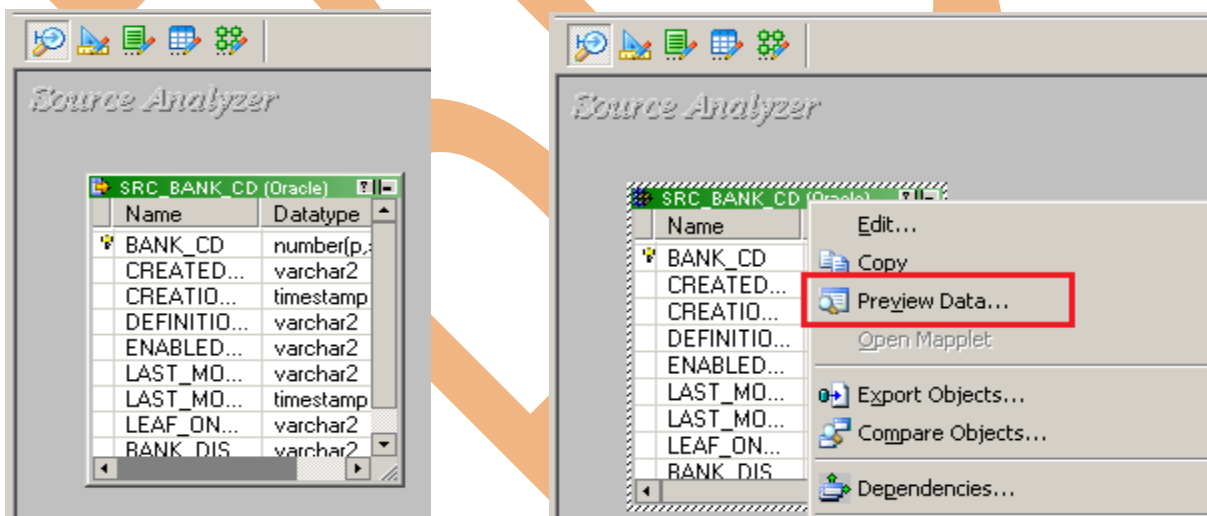 Source Analyzer
SRC_BANK_CD (Oracle)
Name Datatype
BANK_CD number(p,
CREATED... varchar2
CREATIO... timestamp
DEFINITIO... varchar2
ENABLED... varchar2
LAST_MO... varchar2
LAST_MO... timestamp
LEAF_ON... varchar2
BANK_DIS varchar2
Source Analyzer
SRC_BANK_CD (Oracle)
Name
BANK_CD
CREATED...
CREATIO...
DEFINITIO...
ENABLED...
LAST_MO...
LAST_MO...
LEAF_ON...
BANK_DIS
Edit...
Copy
Preview Data...
Open Mapplet
Export Objects...
Compare Objects...
Dependencies...